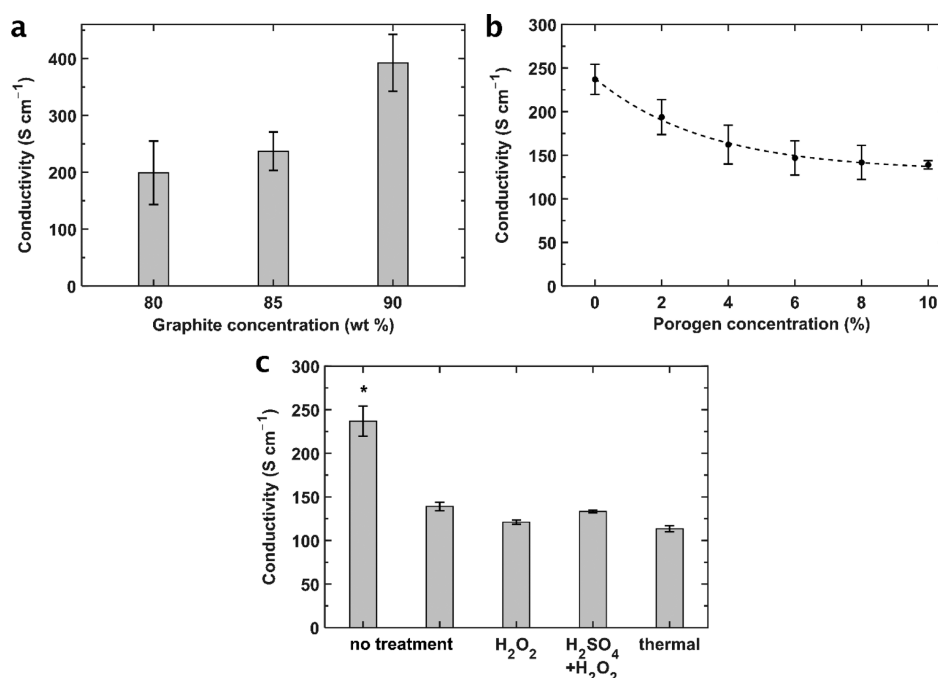 a
Conductivity (S cm⁻¹)
400
300
200
100
0
80 85 90
Graphite concentration (wt %)
b
Conductivity (S cm⁻¹)
300
250
200
150
100
50
0
0 2 4 6 8 10
Porogen concentration (%)
c
Conductivity (S cm⁻¹)
300
250
200
150
100
50
0
*
no treatment H₂O₂ H₂SO₄ thermal
+H₂O₂